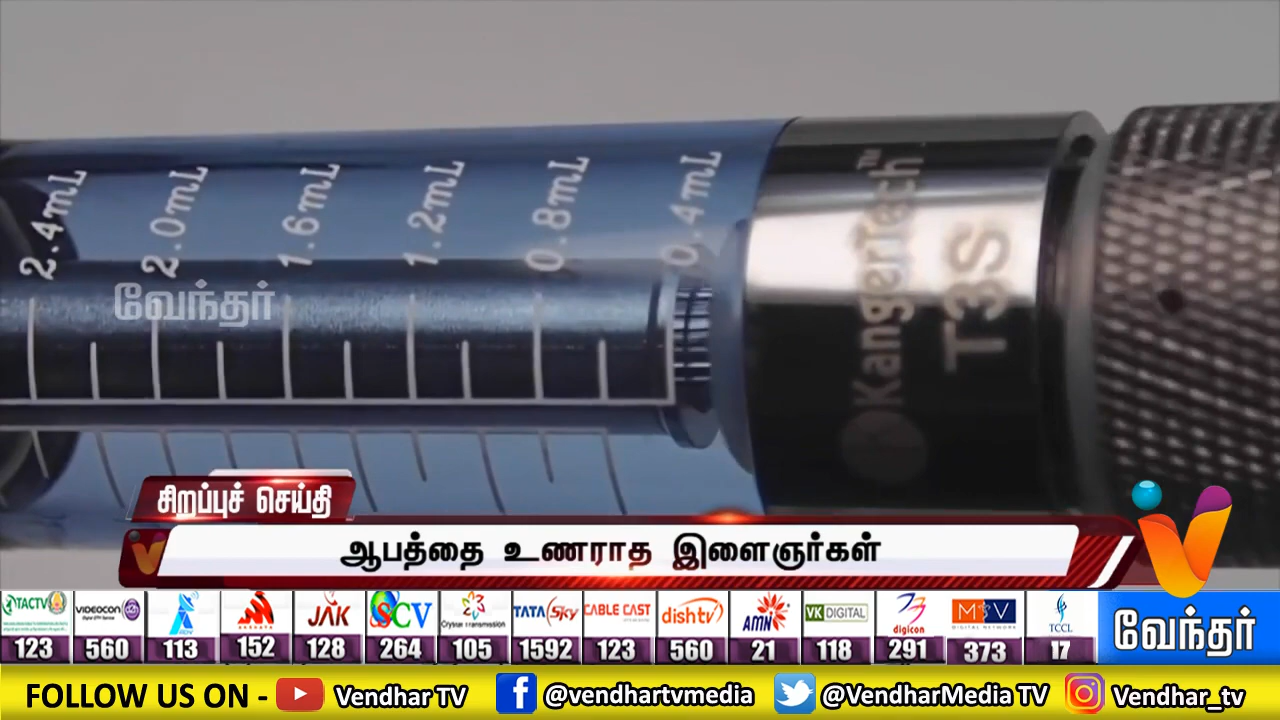 2.4mL 2.0mL 1.6mL 1.2mL 0.8mL 0.4mL
KangerTech™
T3S
வேந்தர்
சிறப்புச் செய்தி
ஆபத்தை உணராத இளைஞர்கள்
TACTV VIDEOCON JAK SCV TATA Sky CABLE CAST dishtv AMN VK DIGITAL digicon TCCL
123 560 113 152 128 264 105 1592 123 560 21 118 291 373 17
வேந்தர்
FOLLOW US ON - Vendhar TV @vendhartvmedia @VendharMedia TV Vendhar_tv